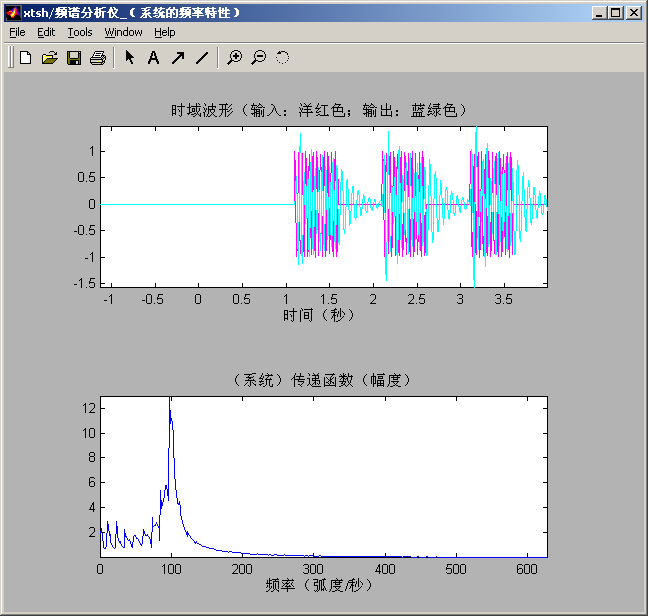 xtsh/频谱分析仪_（系统的频率特性）
File Edit Tools Window Help
A
时域波形（输入：洋红色；输出：蓝绿色）
1
0.5
0
-0.5
-1
-1.5
-1 -0.5 0 0.5 1 1.5 2 2.5 3 3.5
时间（秒）
（系统）传递函数（幅度）
12
10
8
6
4
2
0 100 200 300 400 500 600
频率（弧度/秒）